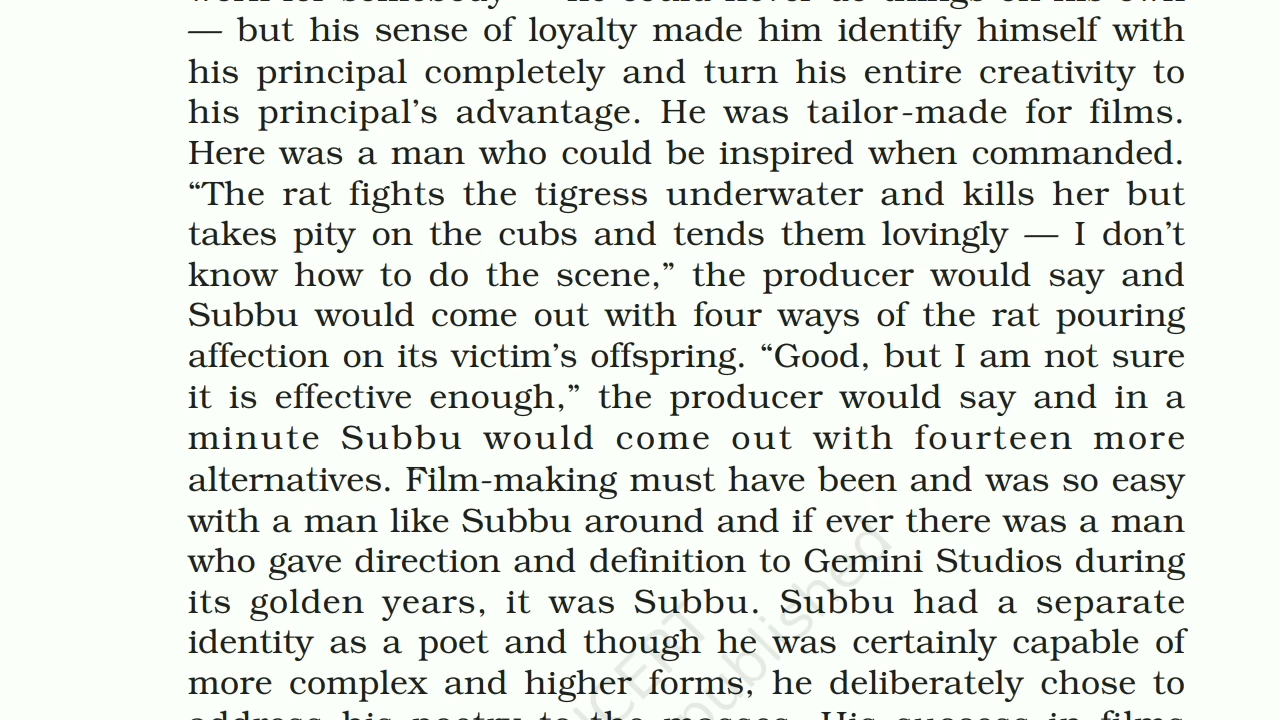 — but his sense of loyalty made him identify himself with
his principal completely and turn his entire creativity to
his principal’s advantage. He was tailor-made for films.
Here was a man who could be inspired when commanded.
“The rat fights the tigress underwater and kills her but
takes pity on the cubs and tends them lovingly — I don’t
know how to do the scene,” the producer would say and
Subbu would come out with four ways of the rat pouring
affection on its victim’s offspring. “Good, but I am not sure
it is effective enough,” the producer would say and in a
minute Subbu would come out with fourteen more
alternatives. Film-making must have been and was so easy
with a man like Subbu around and if ever there was a man
who gave direction and definition to Gemini Studios during
its golden years, it was Subbu. Subbu had a separate
identity as a poet and though he was certainly capable of
more complex and higher forms, he deliberately chose to
published